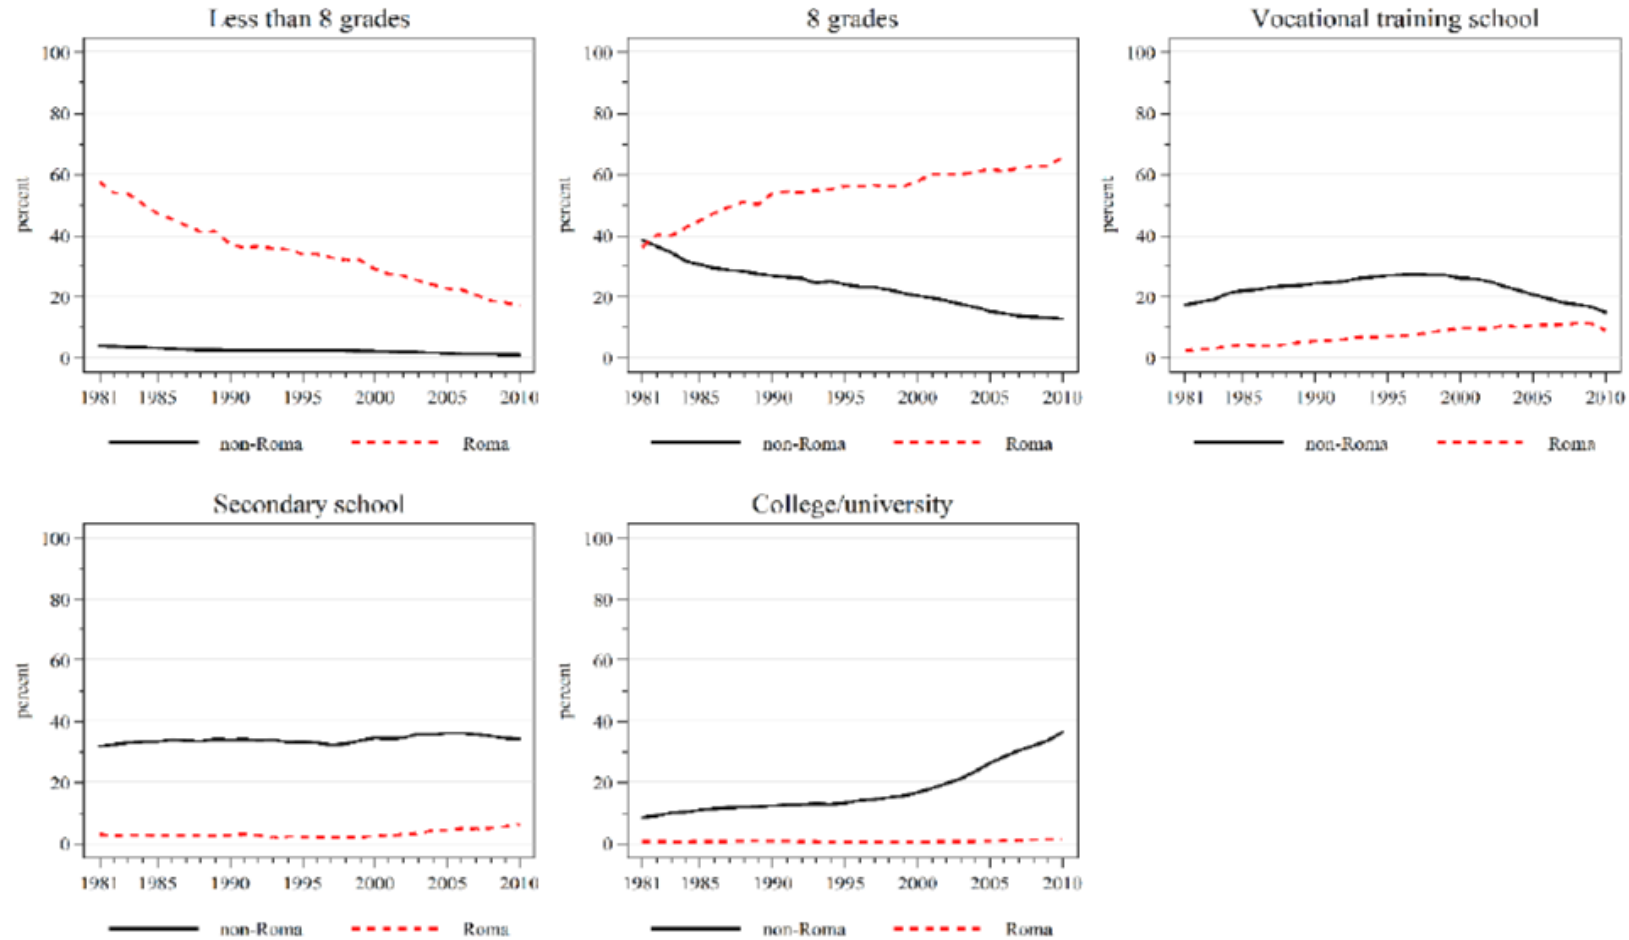 Less than 8 grades
100
80
60
40
20
0
percent
1981 1985 1990 1995 2000 2005 2010
non-Roma Roma
8 grades
100
80
60
40
20
0
percent
1981 1985 1990 1995 2000 2005 2010
non-Roma Roma
Vocational training school
100
80
60
40
20
0
percent
1981 1985 1990 1995 2000 2005 2010
non-Roma Roma
Secondary school
100
80
60
40
20
0
percent
1981 1985 1990 1995 2000 2005 2010
non-Roma Roma
College/university
100
80
60
40
20
0
percent
1981 1985 1990 1995 2000 2005 2010
non-Roma Roma